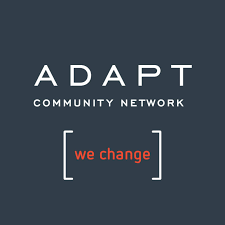 ADAPT
COMMUNITY NETWORK
[we change]